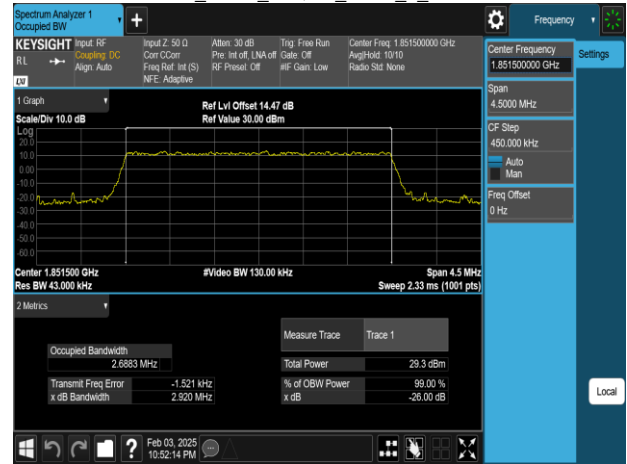 Spectrum Analyzer 1
Occupied BW
Frequency
KEYSIGHT
RL
LXI
Input: RF
Coupling: DC
Align: Auto
Input Z: 50 Ω
Corr CCorr
Freq Ref: Int (S)
NFE: Adaptive
Atten: 30 dB
Pre: Int off, LNA off
RF Presel: Off
Trig: Free Run
Gate: Off
#IF Gain: Low
Center Freq: 1.851500000 GHz
Avg|Hold: 10/10
Radio Std: None
Center Frequency
1.851500000 GHz
Settings
Span
4.5000 MHz
CF Step
450.000 kHz
Auto
Man
Freq Offset
0 Hz
Local
1 Graph
Scale/Div 10.0 dB
Ref Lvl Offset 14.47 dB
Ref Value 30.00 dBm
Log
20.0
10.0
0.00
-10.0
-20.0
-30.0
-40.0
-50.0
-60.0
Center 1.851500 GHz
Res BW 43.000 kHz
#Video BW 130.00 kHz
Span 4.5 MHz
Sweep 2.33 ms (1001 pts)
2 Metrics
Measure Trace Trace 1
Occupied Bandwidth
2.6883 MHz
Total Power 29.3 dBm
Transmit Freq Error -1.521 kHz
% of OBW Power 99.00 %
x dB Bandwidth 2.920 MHz
x dB -26.00 dB
Feb 03, 2025
10:52:14 PM